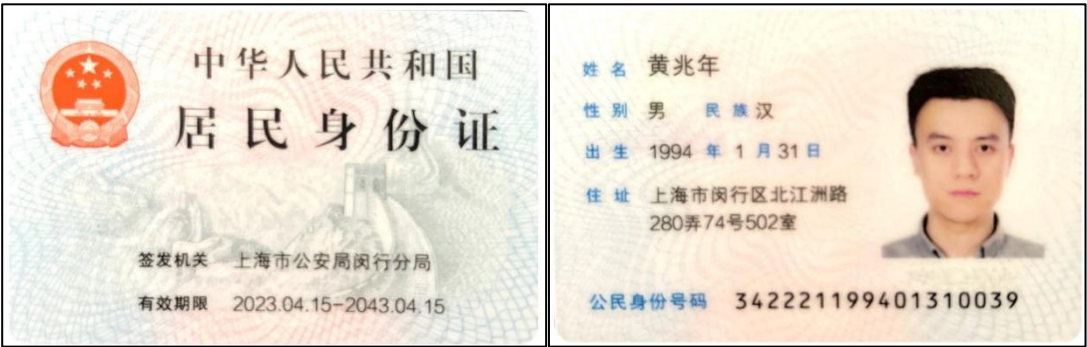 中华人民共和国
居民身份证
签发机关 上海市公安局闵行分局
有效期限 2023.04.15-2043.04.15
姓名 黄兆年
性别 男 民族 汉
出生 1994 年 1 月 31 日
住址 上海市闵行区北江洲路
280弄74号502室
公民身份号码 342221199401310039